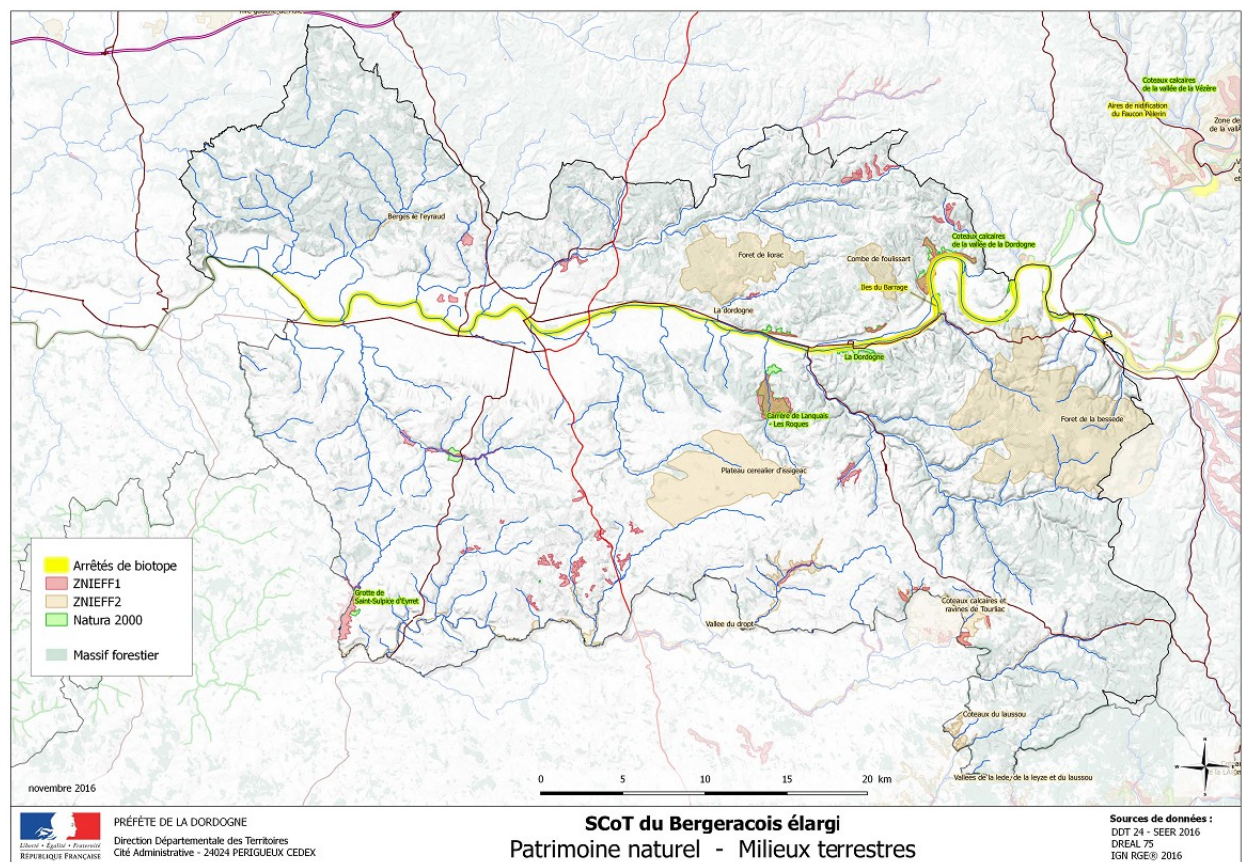 Coteaux calcaires
de la vallée de la Vézère
Aires de nidification
du Faucon Pèlerin
Zone de
de la vall
Berges le l'eyraud
Coteaux calcaires
de la vallée de la Dordogne
Foret de liorac
Combe de foulissart
Iles du Barrage
La dordogne
La Dordogne
Carrère de Lanquais
- Les Roques
Foret de la bessede
Plateau cerealier d'issigeac
Arrêtés de biotope
ZNIEFF1
ZNIEFF2
Natura 2000
Massif forestier
Grotte de
Saint-Sulpice d'Eyret
Vallee du dropt
Coteaux calcaires et
ravines de Tourliac
Coteaux du laussou
Vallées de la lede, de la leyze et du laussou
novembre 2016
0 5 10 15 20 km
Liberté • Égalité • Fraternité
RÉPUBLIQUE FRANÇAISE
PRÉFÈTE DE LA DORDOGNE
Direction Départementale des Territoires
Cité Administrative - 24024 PERIGUEUX CEDEX
SCoT du Bergeracois élargi
Patrimoine naturel - Milieux terrestres
Sources de données :
DDT 24 - SEER 2016
DREAL 75
IGN RGE® 2016